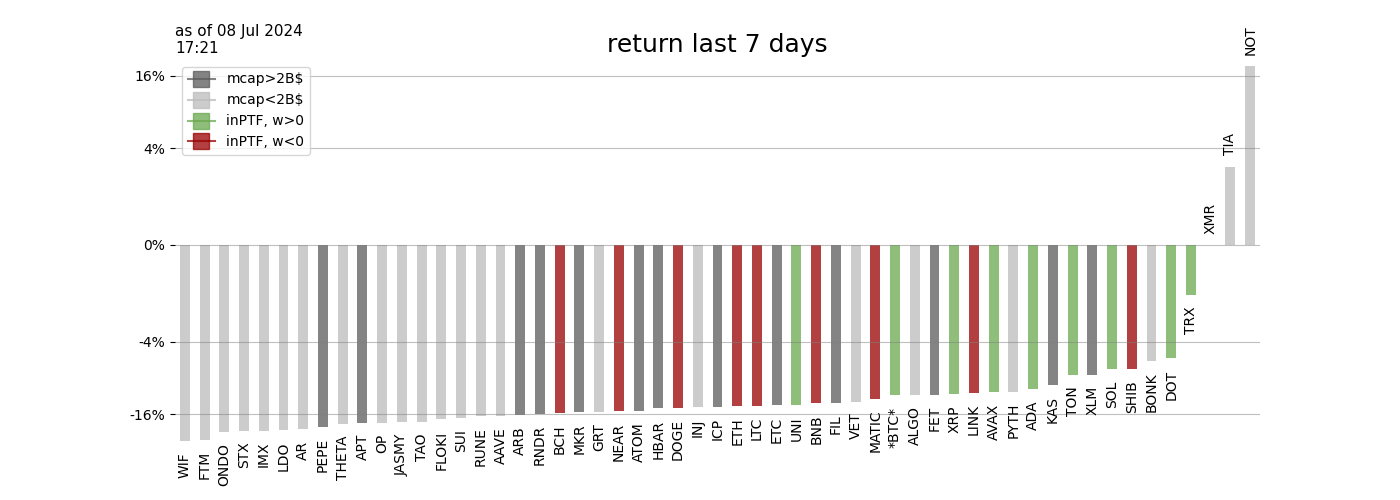 as of 08 Jul 2024
17:21
return last 7 days
mcap>2B$
mcap<2B$
inPTF, w>0
inPTF, w<0
16%
4%
0%
-4%
-16%
WIF
FTM
ONDO
STX
IMX
LDO
AR
PEPE
THETA
APT
OP
JASMY
TAO
FLOKI
SUI
RUNE
AAVE
ARB
RNDR
BCH
MKR
GRT
NEAR
ATOM
HBAR
DOGE
INJ
ICP
ETH
LTC
ETC
UNI
BNB
FIL
VET
MATIC
*BTC*
ALGO
FET
XRP
LINK
AVAX
PYTH
ADA
KAS
TON
XLM
SOL
SHIB
BONK
DOT
TRX
XMR
TIA
NOT